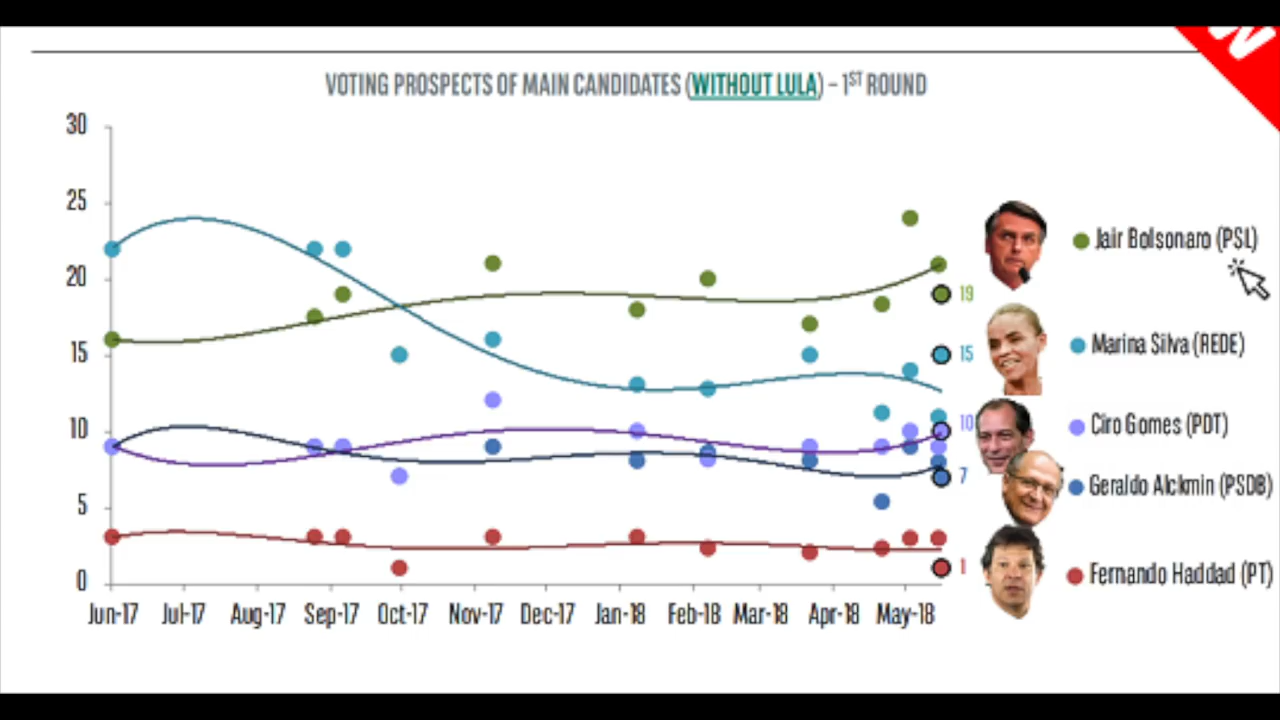 VOTING PROSPECTS OF MAIN CANDIDATES (WITHOUT LULA) – 1ST ROUND
30
25
20
15
10
5
0
Jun-17 Jul-17 Aug-17 Sep-17 Oct-17 Nov-17 Dec-17 Jan-18 Feb-18 Mar-18 Apr-18 May-18
19
15
10
7
1
Jair Bolsonaro (PSL)
Marina Silva (REDE)
Ciro Gomes (PDT)
Geraldo Alckmin (PSDB)
Fernando Haddad (PT)